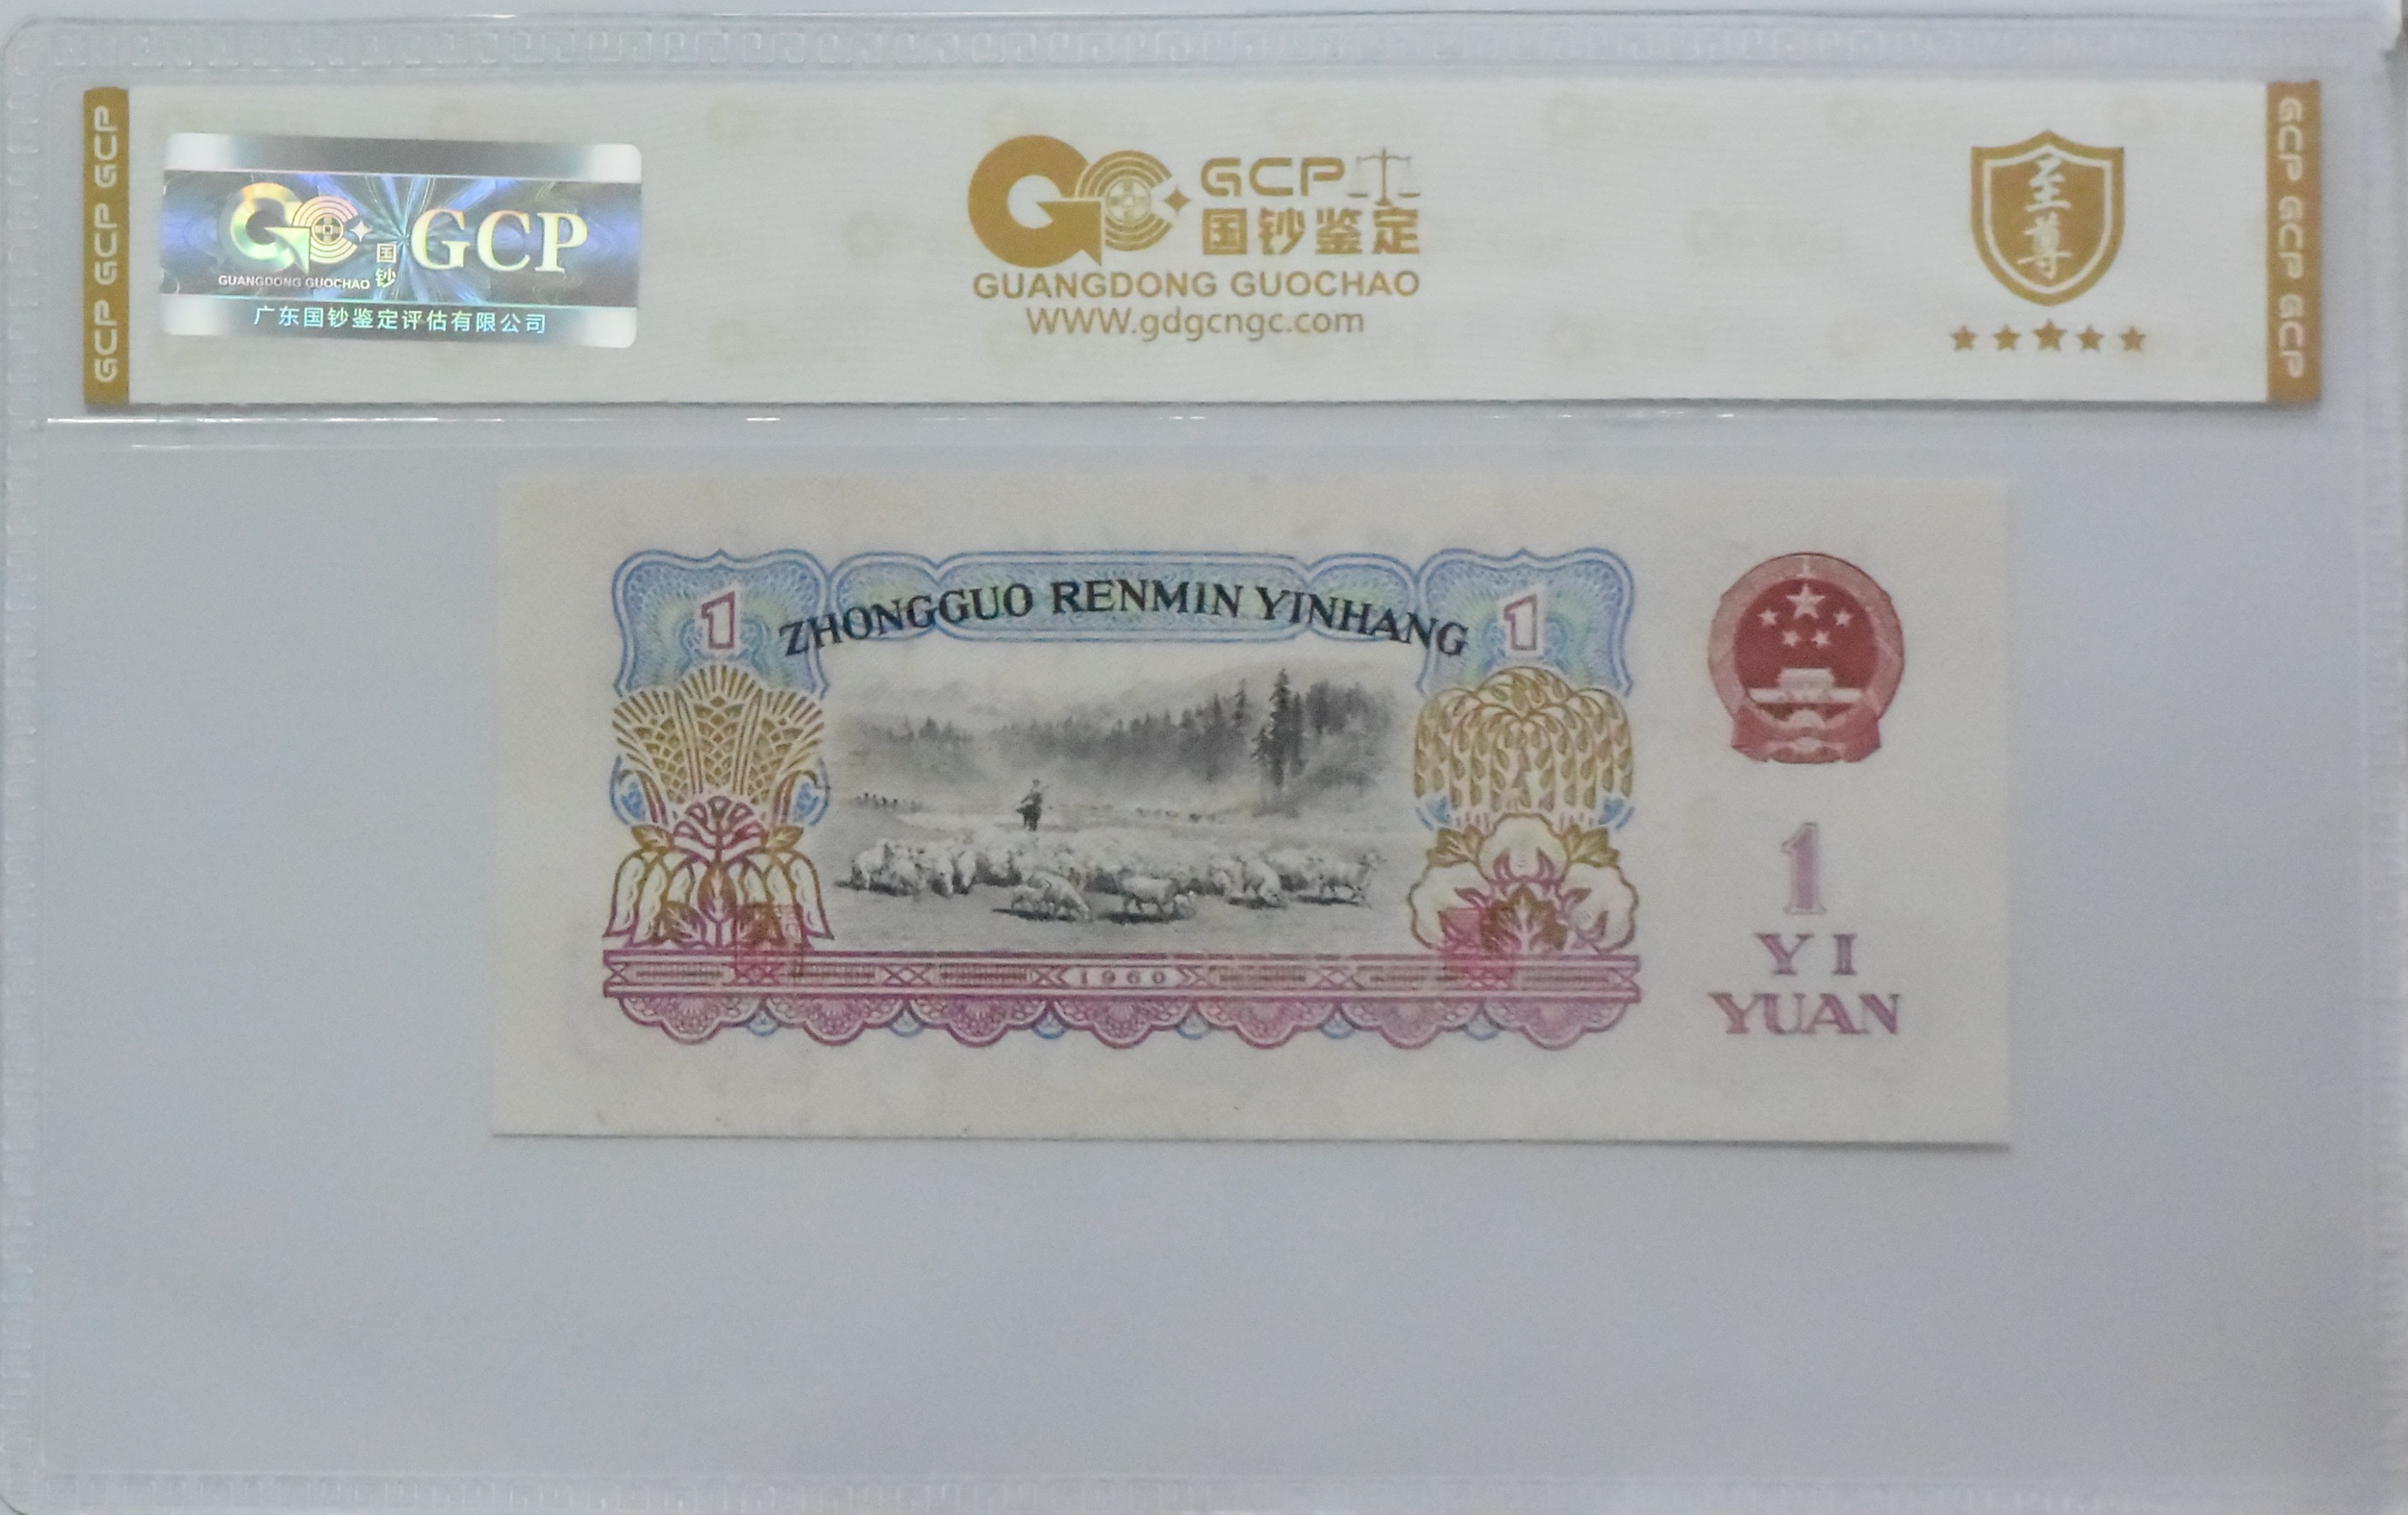 GCP GCP GCP
GUANGDONG GUOCHAO
国钞
GCP
广东国钞鉴定评估有限公司
GCP
国钞鉴定
GUANGDONG GUOCHAO
WWW.gdgcngc.com
至尊
GCP GCP GCP
1
ZHONGGUO RENMIN YINHANG
1
1960
1
YI
YUAN